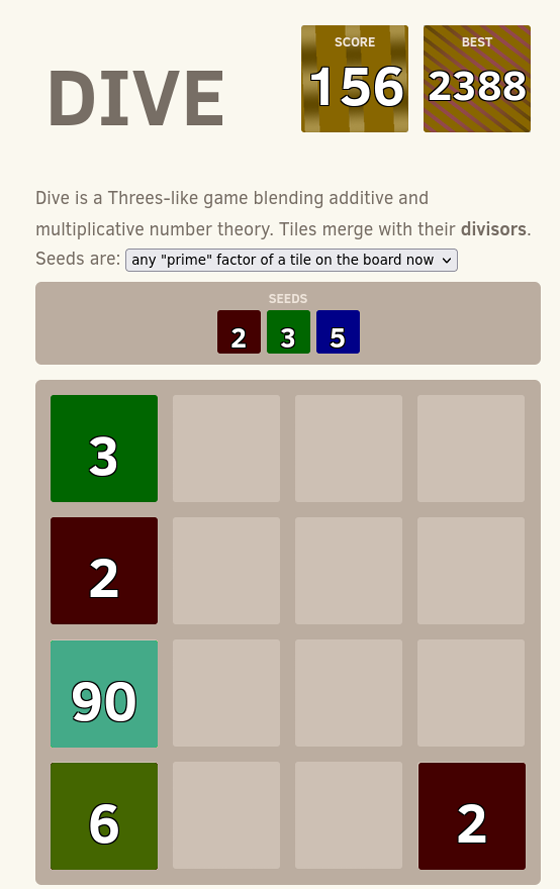 DIVE
SCORE
156
BEST
2388
Dive is a Threes-like game blending additive and
multiplicative number theory. Tiles merge with their divisors.
Seeds are: any "prime" factor of a tile on the board now
SEEDS
2 3 5
3
2
90
6 2